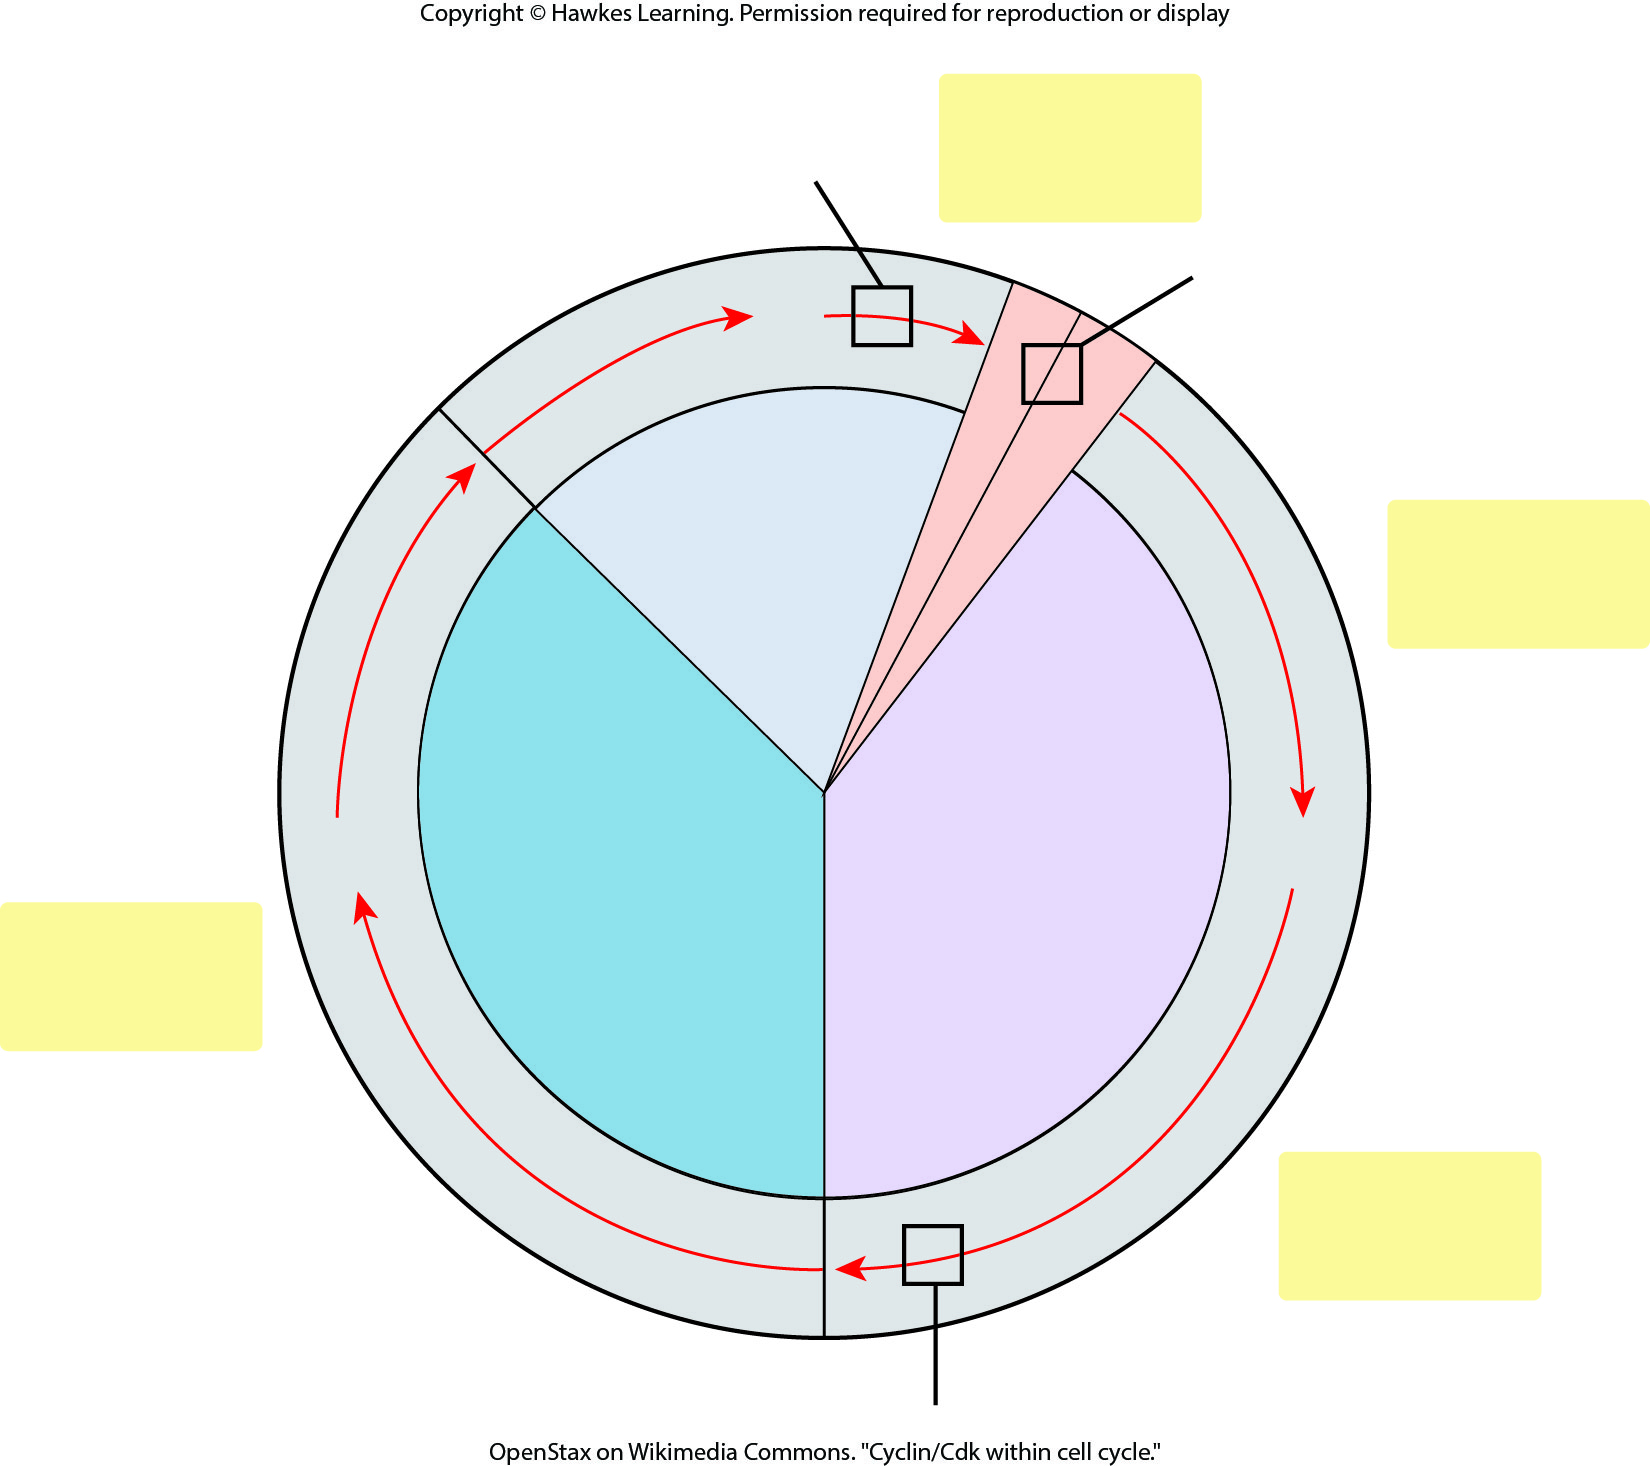 Copyright © Hawkes Learning. Permission required for reproduction or display
OpenStax on Wikimedia Commons. "Cyclin/Cdk within cell cycle."